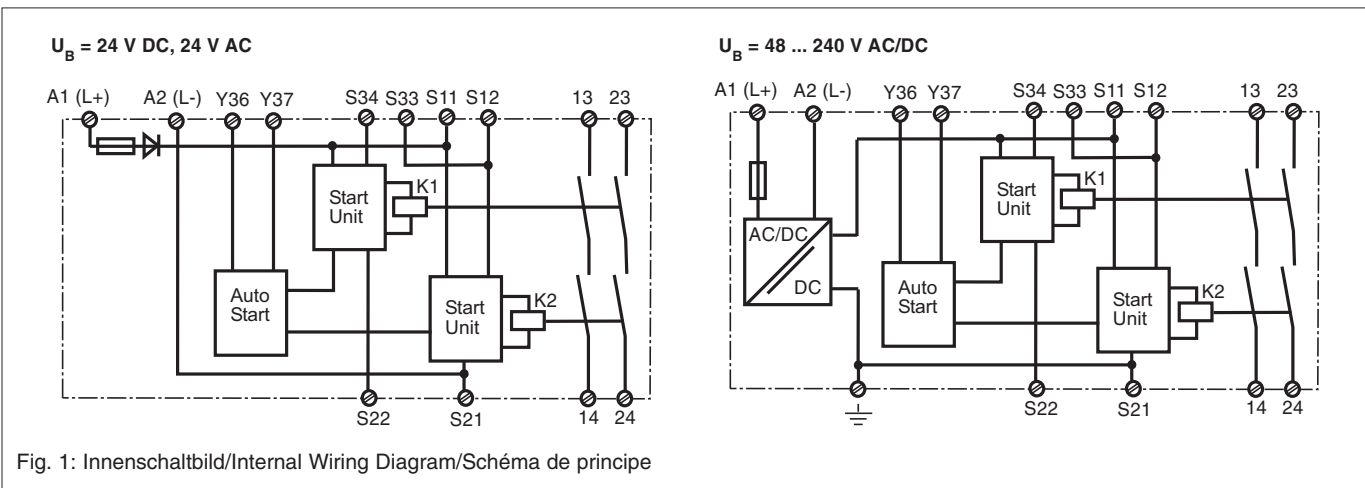 U_B = 24 V DC, 24 V AC
A1 (L+) A2 (L-) Y36 Y37 S34 S33 S11 S12 13 23
Start
Unit
K1
Auto
Start
Start
Unit
K2
S22 S21 14 24
U_B = 48 ... 240 V AC/DC
A1 (L+) A2 (L-) Y36 Y37 S34 S33 S11 S12 13 23
Start
Unit
K1
AC/DC
DC
Auto
Start
Start
Unit
K2
S22 S21 14 24
Fig. 1: Innenschaltbild/Internal Wiring Diagram/Schéma de principe